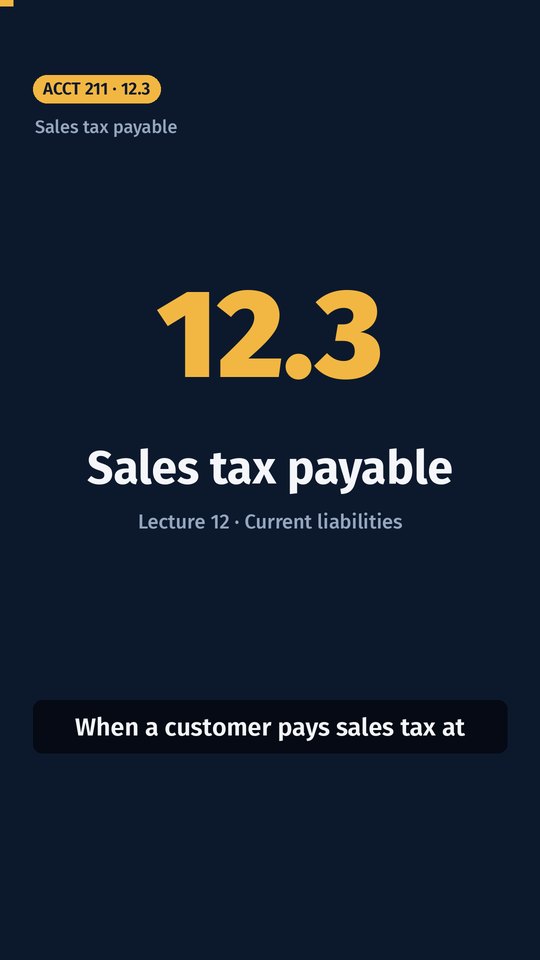 ACCT 211 · 12.3
Sales tax payable
12.3
Sales tax payable
Lecture 12 · Current liabilities
When a customer pays sales tax at